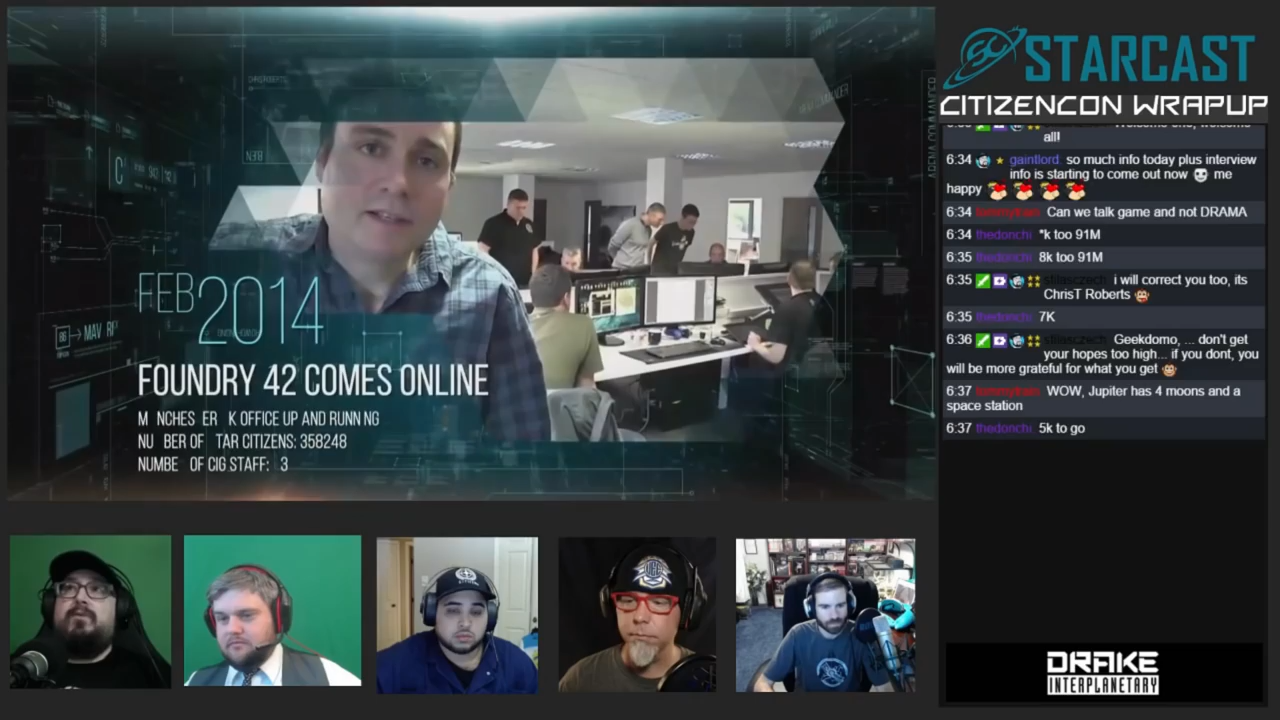 FEB 2014
FOUNDRY 42 COMES ONLINE
M NCHES ER K OFFICE UP AND RUNN NG
NU BER OF TAR CITIZENS: 358248
NUMBE OF CIG STAFF: 3
STARCAST
CITIZENCON WRAPUP
all!
6:34 gaintlord: so much info today plus interview
info is starting to come out now me
happy
6:34 Can we talk game and not DRAMA
6:34 thedonchi: *k too 91M
6:35 thedonchi: 8k too 91M
6:35 i will correct you too, its
ChrisT Roberts
6:35 thedonchi: 7K
6:36 Geekdomo, ... don't get
your hopes too high... if you dont, you
will be more grateful for what you get
6:37 WOW, Jupiter has 4 moons and a
space station
6:37 thedonchi: 5k to go
DRAKE
INTERPLANETARY